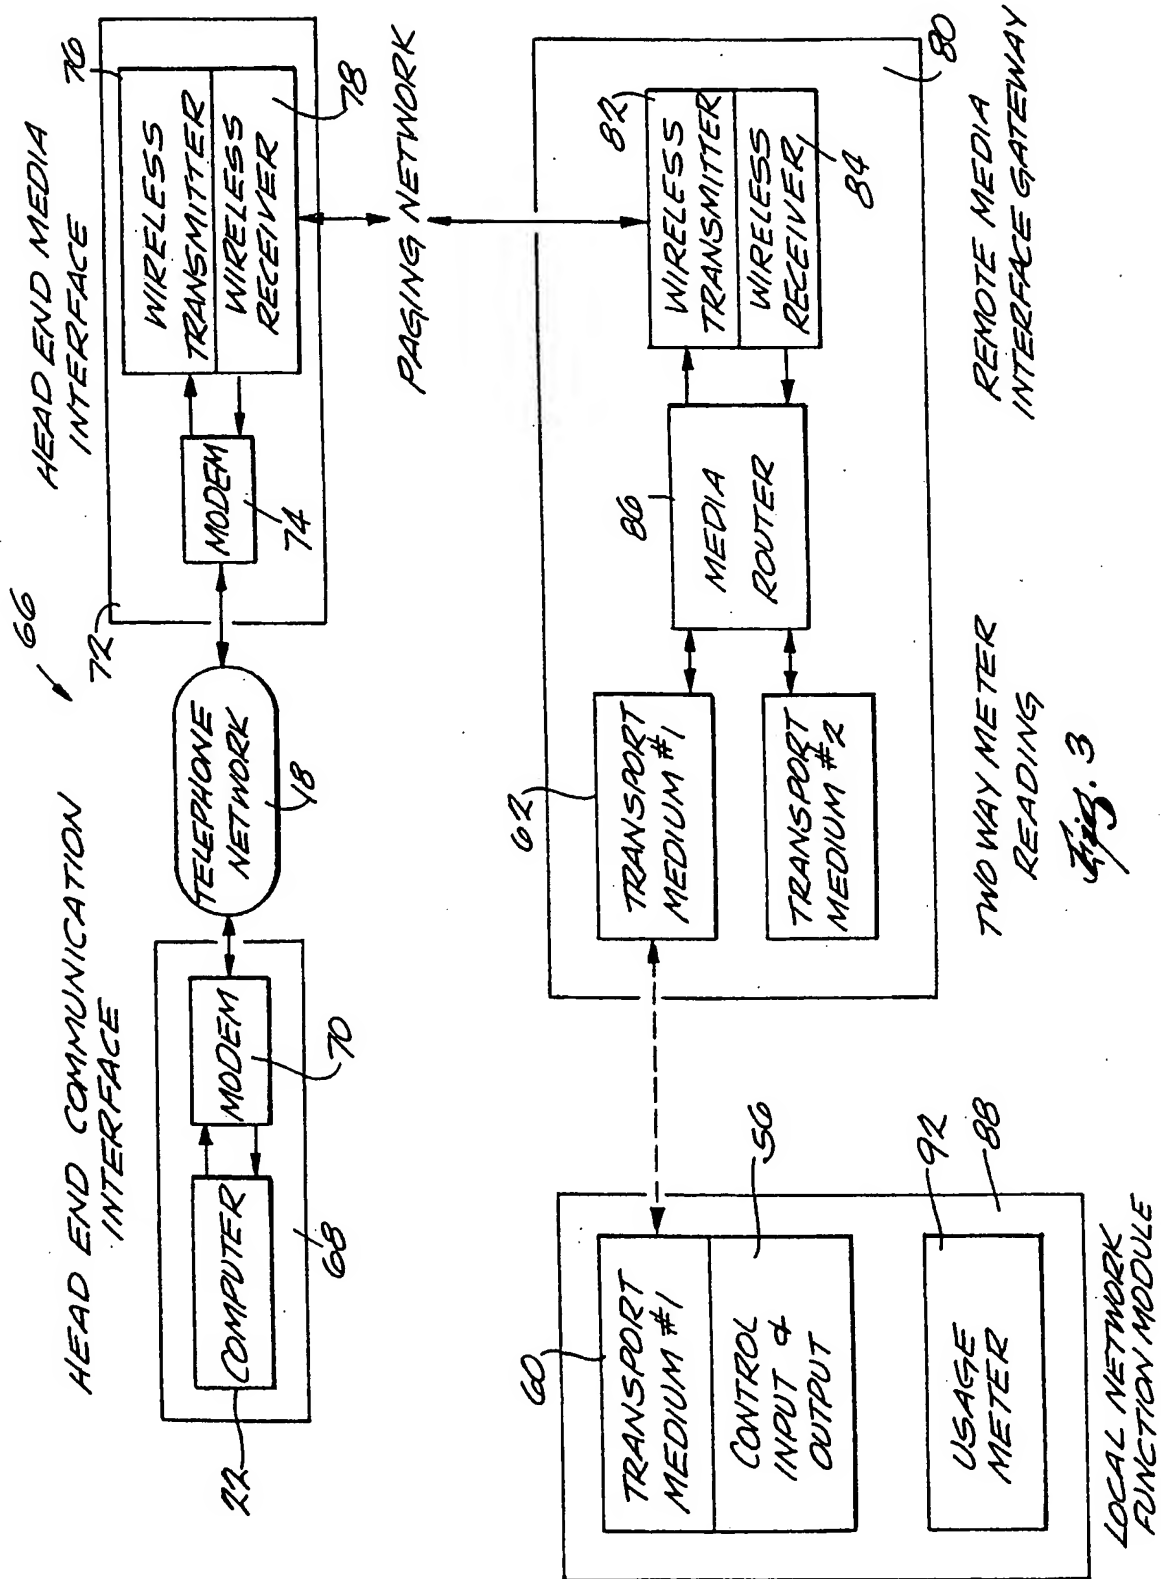 66
HEAD END COMMUNICATION
INTERFACE
HEAD END MEDIA
INTERFACE
22
COMPUTER
MODEM
68
70
TELEPHONE
NETWORK
48
72
MODEM
74
76
WIRELESS
TRANSMITTER
WIRELESS
RECEIVER
78
PAGING NETWORK
60
TRANSPORT
MEDIUM #1
CONTROL
INPUT &
OUTPUT
56
USAGE
METER
92
88
LOCAL NETWORK
FUNCTION MODULE
62
TRANSPORT
MEDIUM #1
TRANSPORT
MEDIUM #2
86
MEDIA
ROUTER
82
WIRELESS
TRANSMITTER
WIRELESS
RECEIVER
84
80
REMOTE MEDIA
INTERFACE GATEWAY
TWO WAY METER
READING
Fig. 3